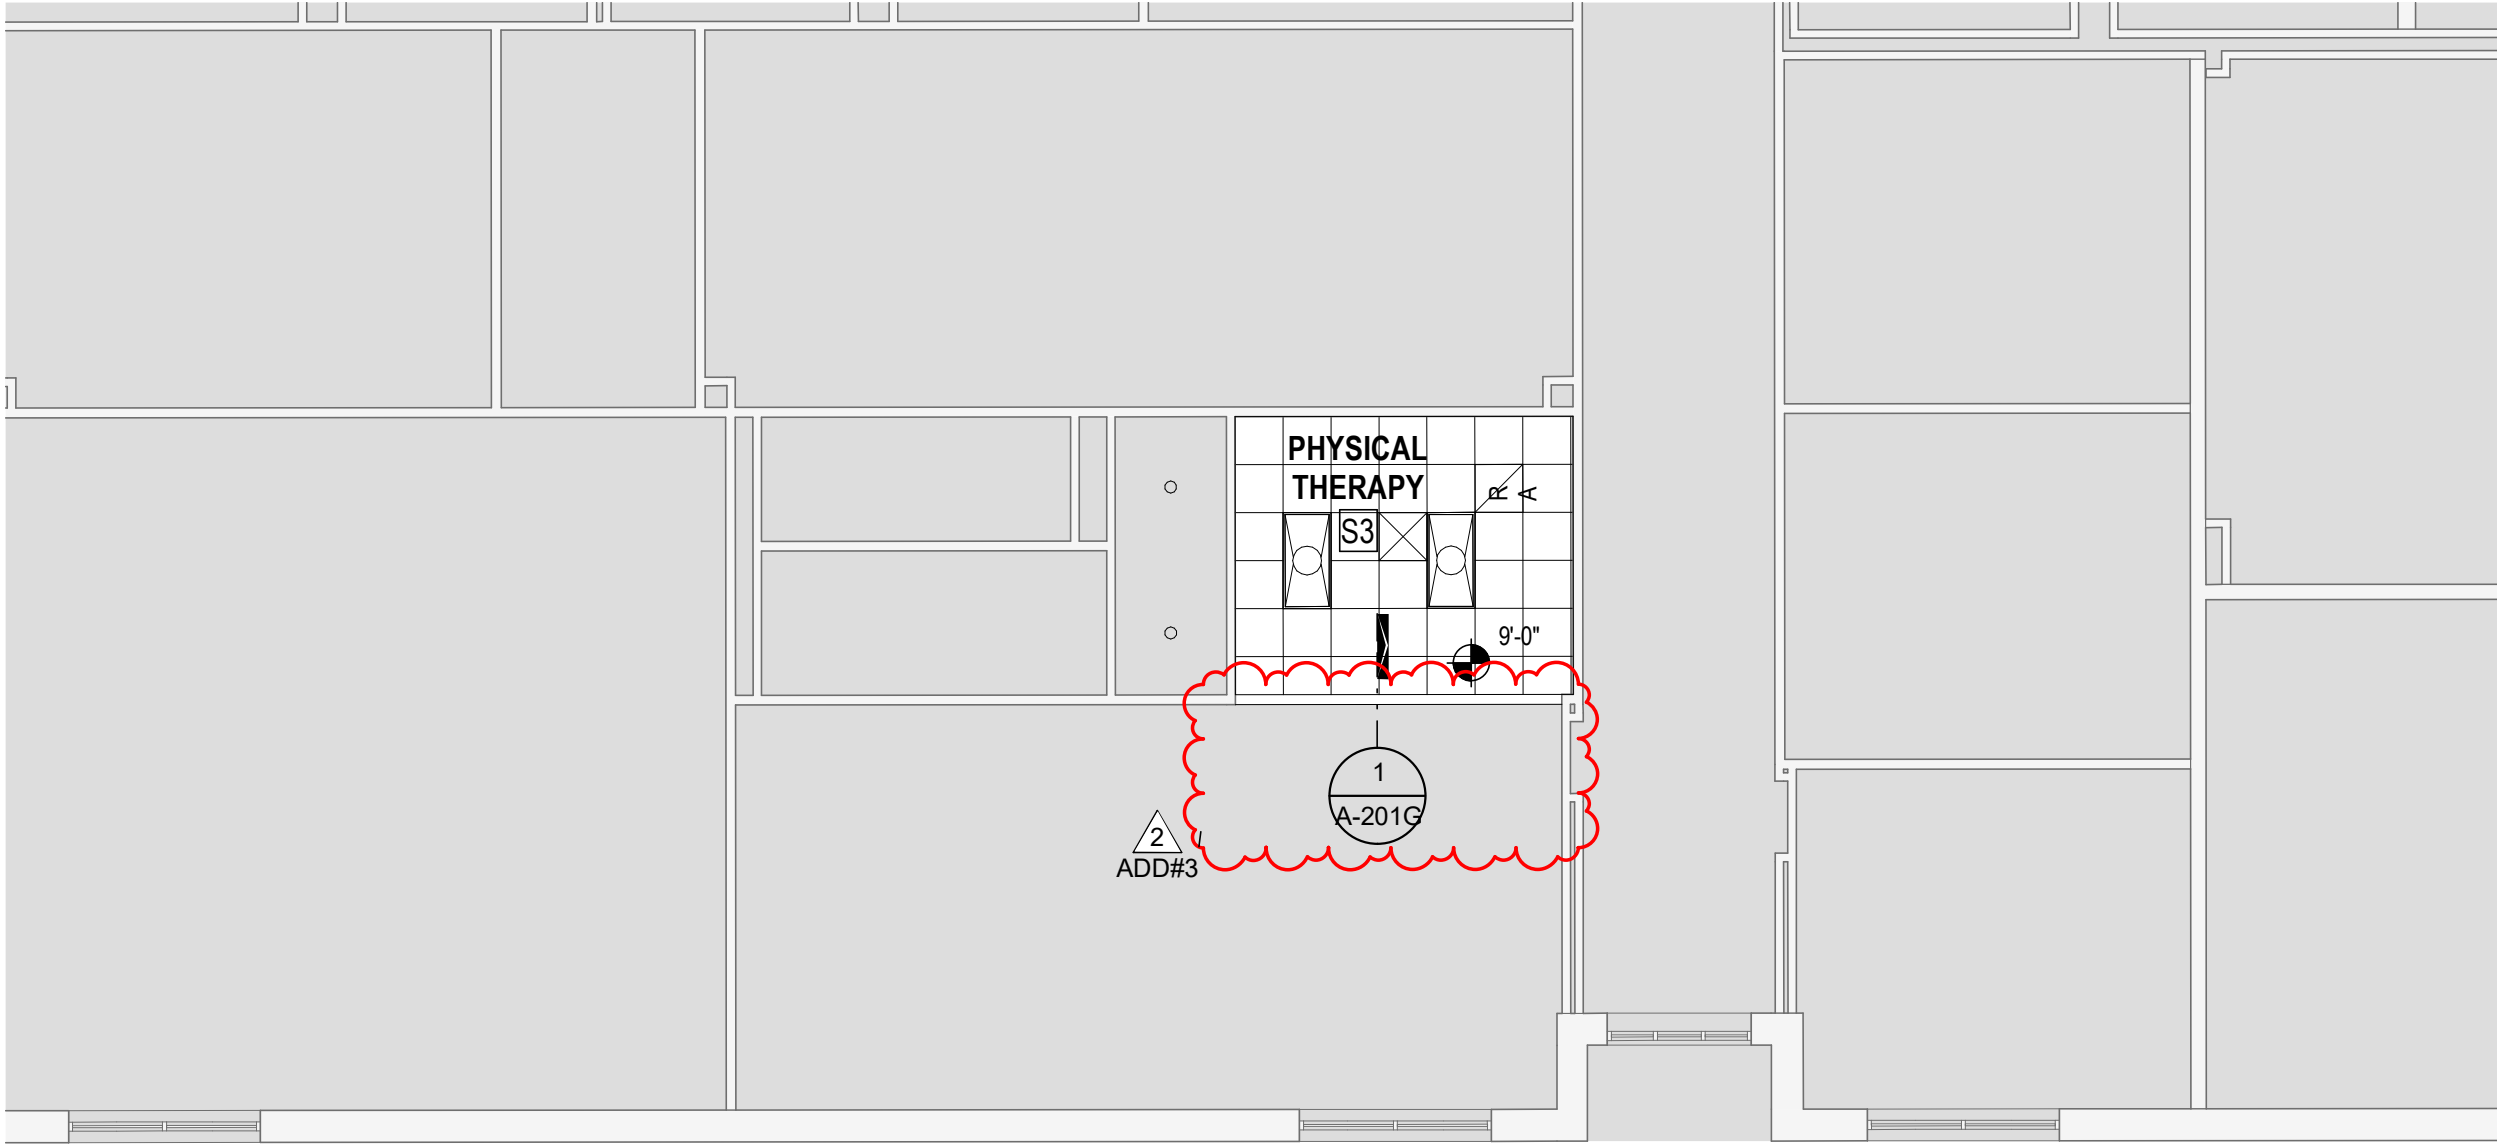 PHYSICAL
THERAPY
R
A
S3
9'-0"
1
A-201G
2
ADD#3